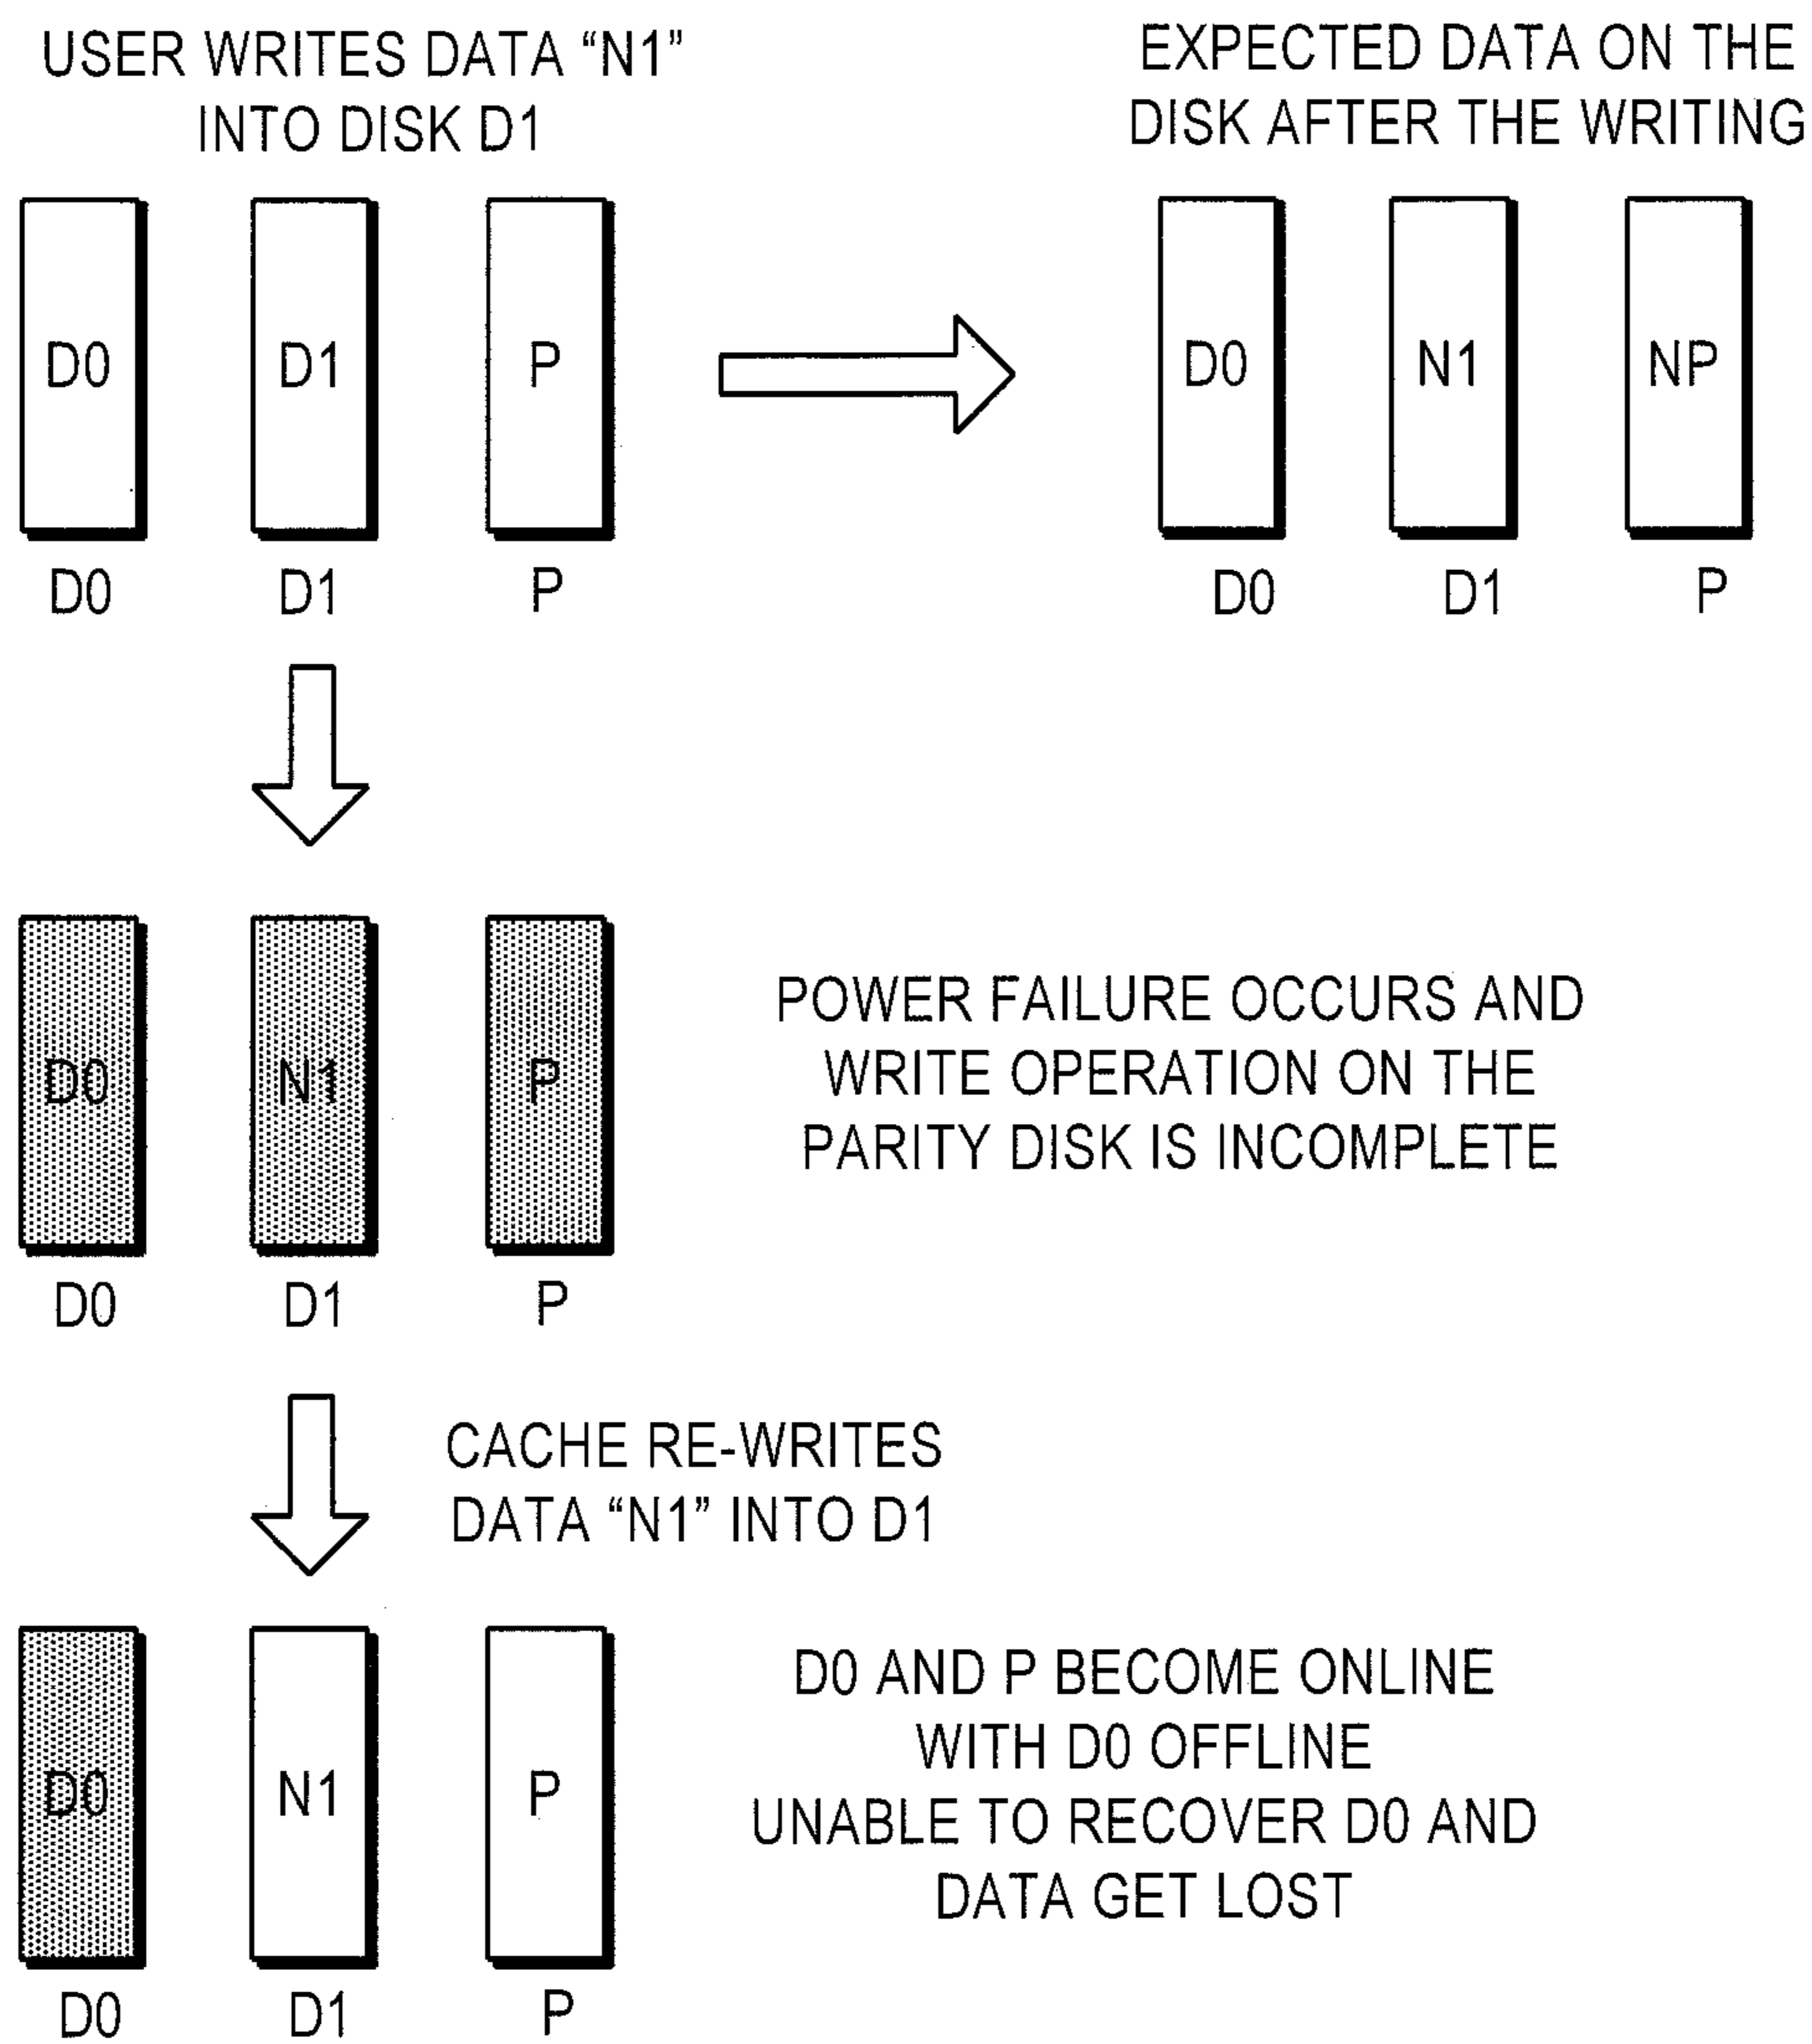 USER WRITES DATA “N1”
INTO DISK D1
EXPECTED DATA ON THE
DISK AFTER THE WRITING
D0 D1 P
D0 N1 NP
D0 D1 P
D0 D1 P
D0 N1 P
POWER FAILURE OCCURS AND
WRITE OPERATION ON THE
PARITY DISK IS INCOMPLETE
D0 D1 P
CACHE RE-WRITES
DATA “N1” INTO D1
D0 N1 P
D0 AND P BECOME ONLINE
WITH D0 OFFLINE
UNABLE TO RECOVER D0 AND
DATA GET LOST
D0 D1 P